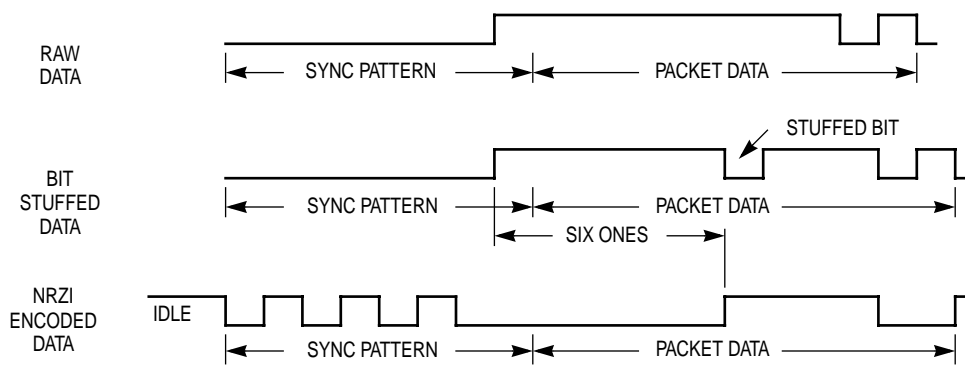 RAW
DATA
SYNC PATTERN
PACKET DATA
STUFFED BIT
BIT
STUFFED
DATA
SYNC PATTERN
PACKET DATA
SIX ONES
NRZI
ENCODED
DATA
IDLE
SYNC PATTERN
PACKET DATA